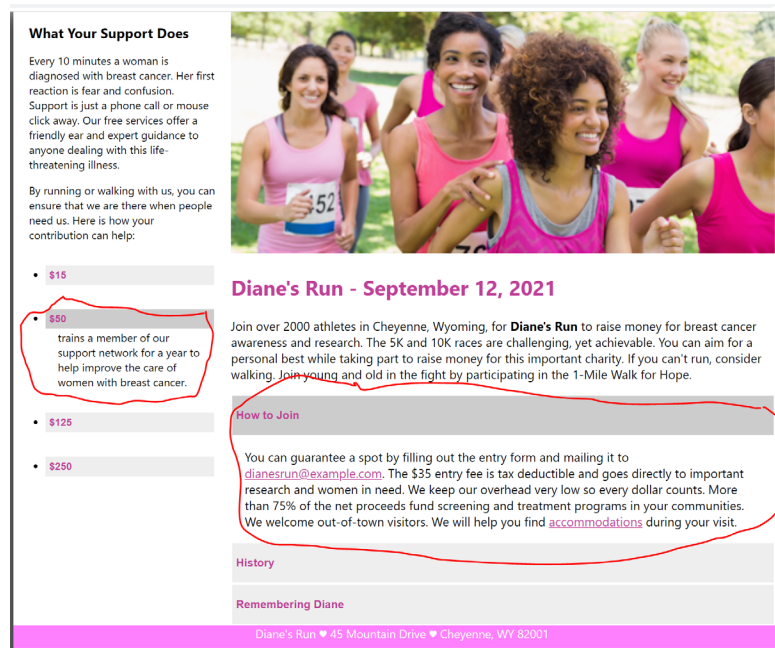 What Your Support Does
Every 10 minutes a woman is
diagnosed with breast cancer. Her first
reaction is fear and confusion.
Support is just a phone call or mouse
click away. Our free services offer a
friendly ear and expert guidance to
anyone dealing with this life-
threatening illness.
By running or walking with us, you can
ensure that we are there when people
need us. Here is how your
contribution can help:
• $15
• $50
trains a member of our
support network for a year to
help improve the care of
women with breast cancer.
• $125
• $250
52
Diane's Run - September 12, 2021
Join over 2000 athletes in Cheyenne, Wyoming, for Diane's Run to raise money for breast cancer
awareness and research. The 5K and 10K races are challenging, yet achievable. You can aim for a
personal best while taking part to raise money for this important charity. If you can't run, consider
walking. Join young and old in the fight by participating in the 1-Mile Walk for Hope.
How to Join
You can guarantee a spot by filling out the entry form and mailing it to
dianesrun@example.com. The $35 entry fee is tax deductible and goes directly to important
research and women in need. We keep our overhead very low so every dollar counts. More
than 75% of the net proceeds fund screening and treatment programs in your communities.
We welcome out-of-town visitors. We will help you find accommodations during your visit.
History
Remembering Diane
Diane's Run ♥ 45 Mountain Drive ♥ Cheyenne, WY 82001